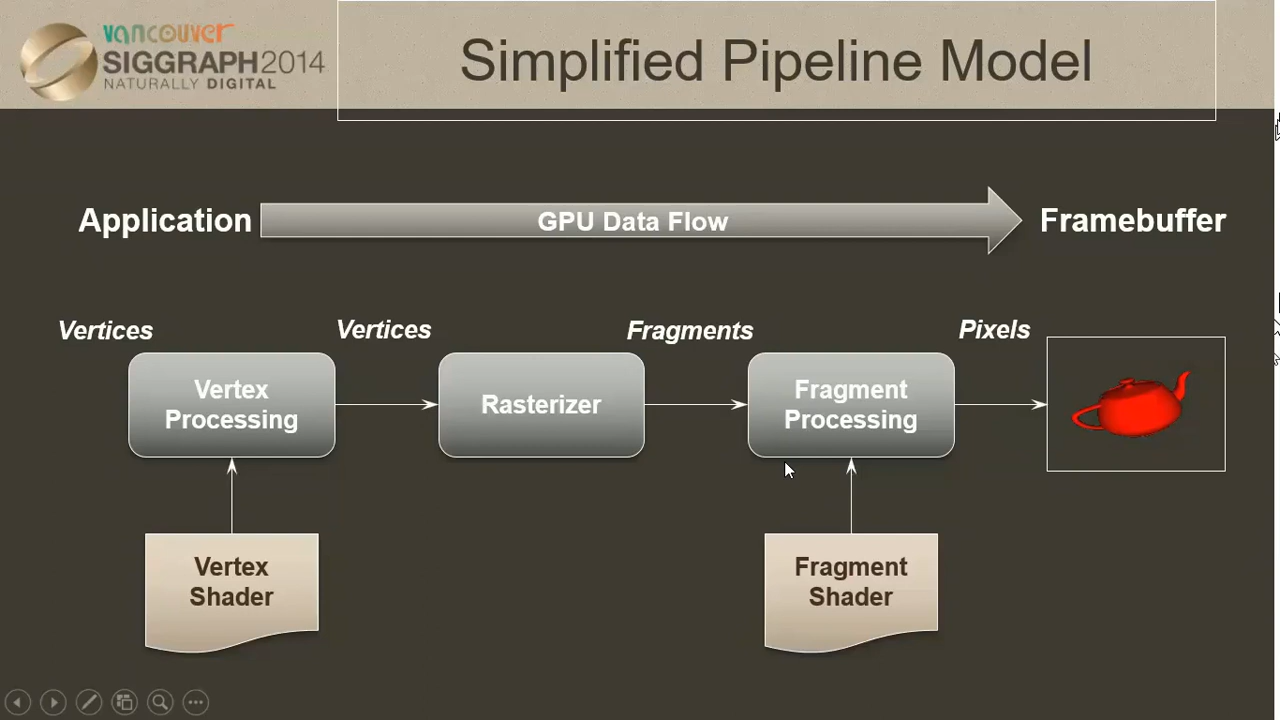 vancouver
SIGGRAPH2014
NATURALLY DIGITAL
Simplified Pipeline Model
Application
GPU Data Flow
Framebuffer
Vertices
Vertices
Fragments
Pixels
Vertex
Processing
Rasterizer
Fragment
Processing
Vertex
Shader
Fragment
Shader